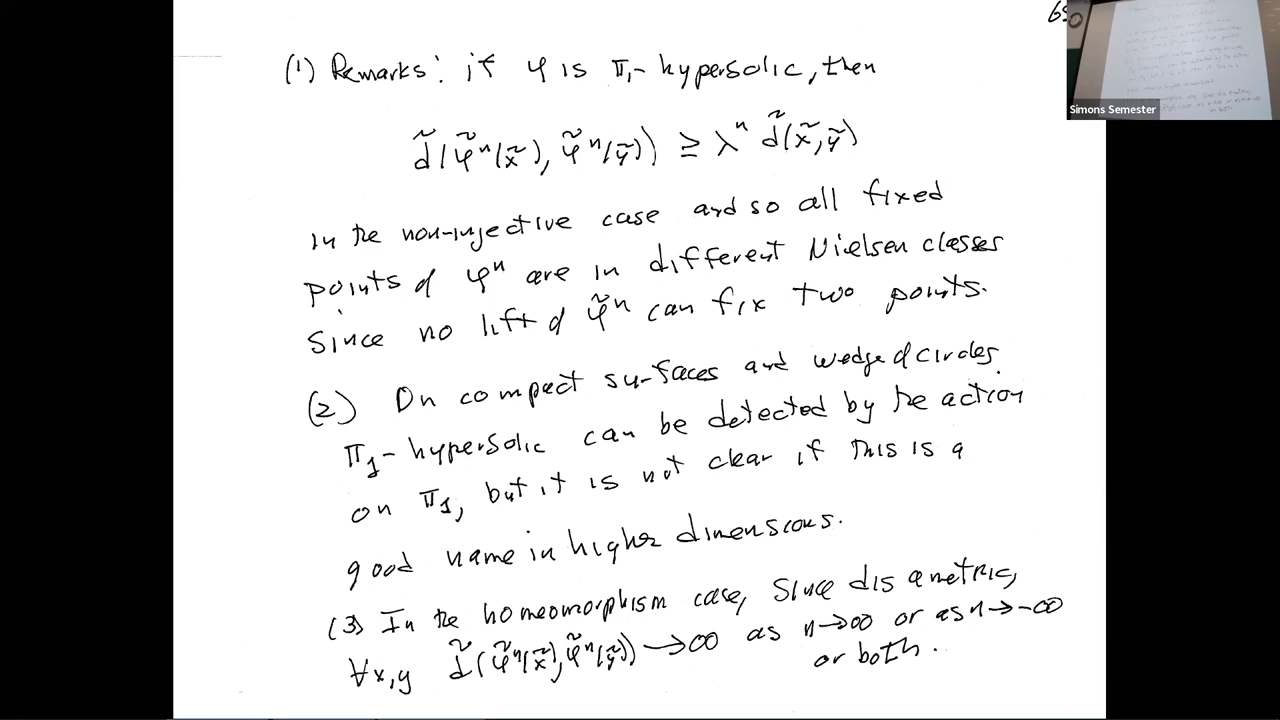 6
Simons Semester
(1) Remarks: if φ is π₁-hyperbolic, then
d̃(φ̃ⁿ(x̃), φ̃ⁿ(ỹ)) ≥ λⁿ d̃(x̃,ỹ)
in the non-injective case and so all fixed
points of φⁿ are in different Nielsen classes
since no lift of φ̃ⁿ can fix two points.
(2) On compact surfaces and wedge of circles
π₁-hyperbolic can be detected by the action
on π₁, but it is not clear if this is a
good name in higher dimensions.
(3) In the homeomorphism case, since d is a metric,
∀x,y d̃(φ̃ⁿ(x̃),φ̃ⁿ(ỹ)) → ∞ as n→∞ or as n→-∞
or both.